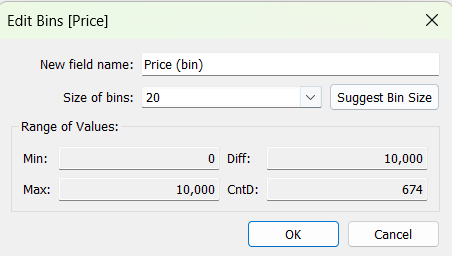 Edit Bins [Price]
New field name: Price (bin)
Size of bins: 20 Suggest Bin Size
Range of Values:
Min: 0 Diff: 10,000
Max: 10,000 CntD: 674
OK Cancel